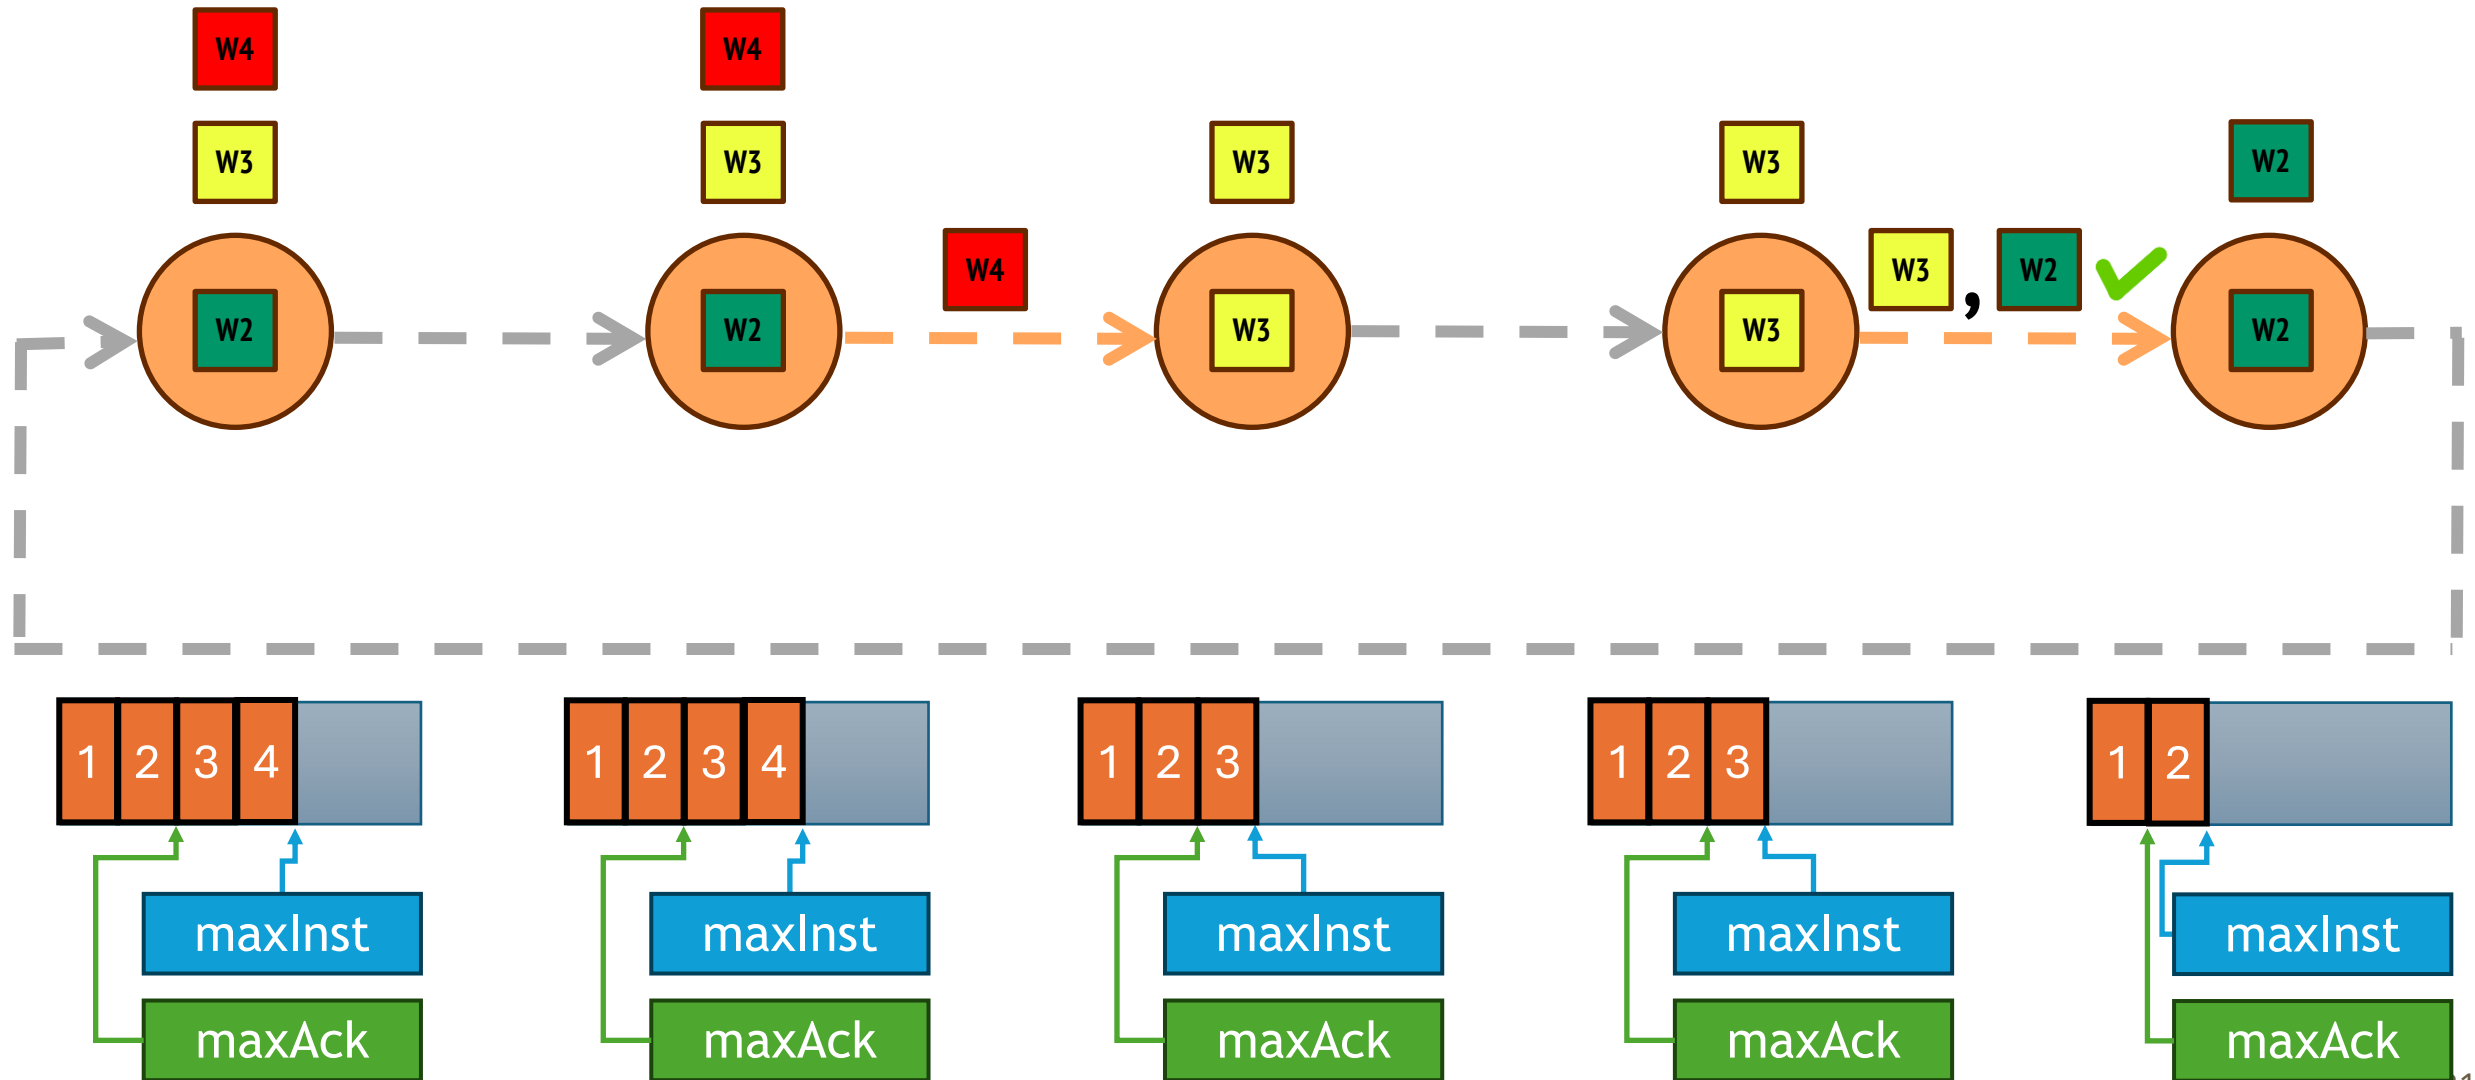 W4 W4
W3 W3 W3 W3 W2
W4 W3 , W2
W2 W2 W3 W3 W2
1 2 3 4 1 2 3 4 1 2 3 1 2 3 1 2
maxInst maxInst maxInst maxInst maxInst
maxAck maxAck maxAck maxAck maxAck